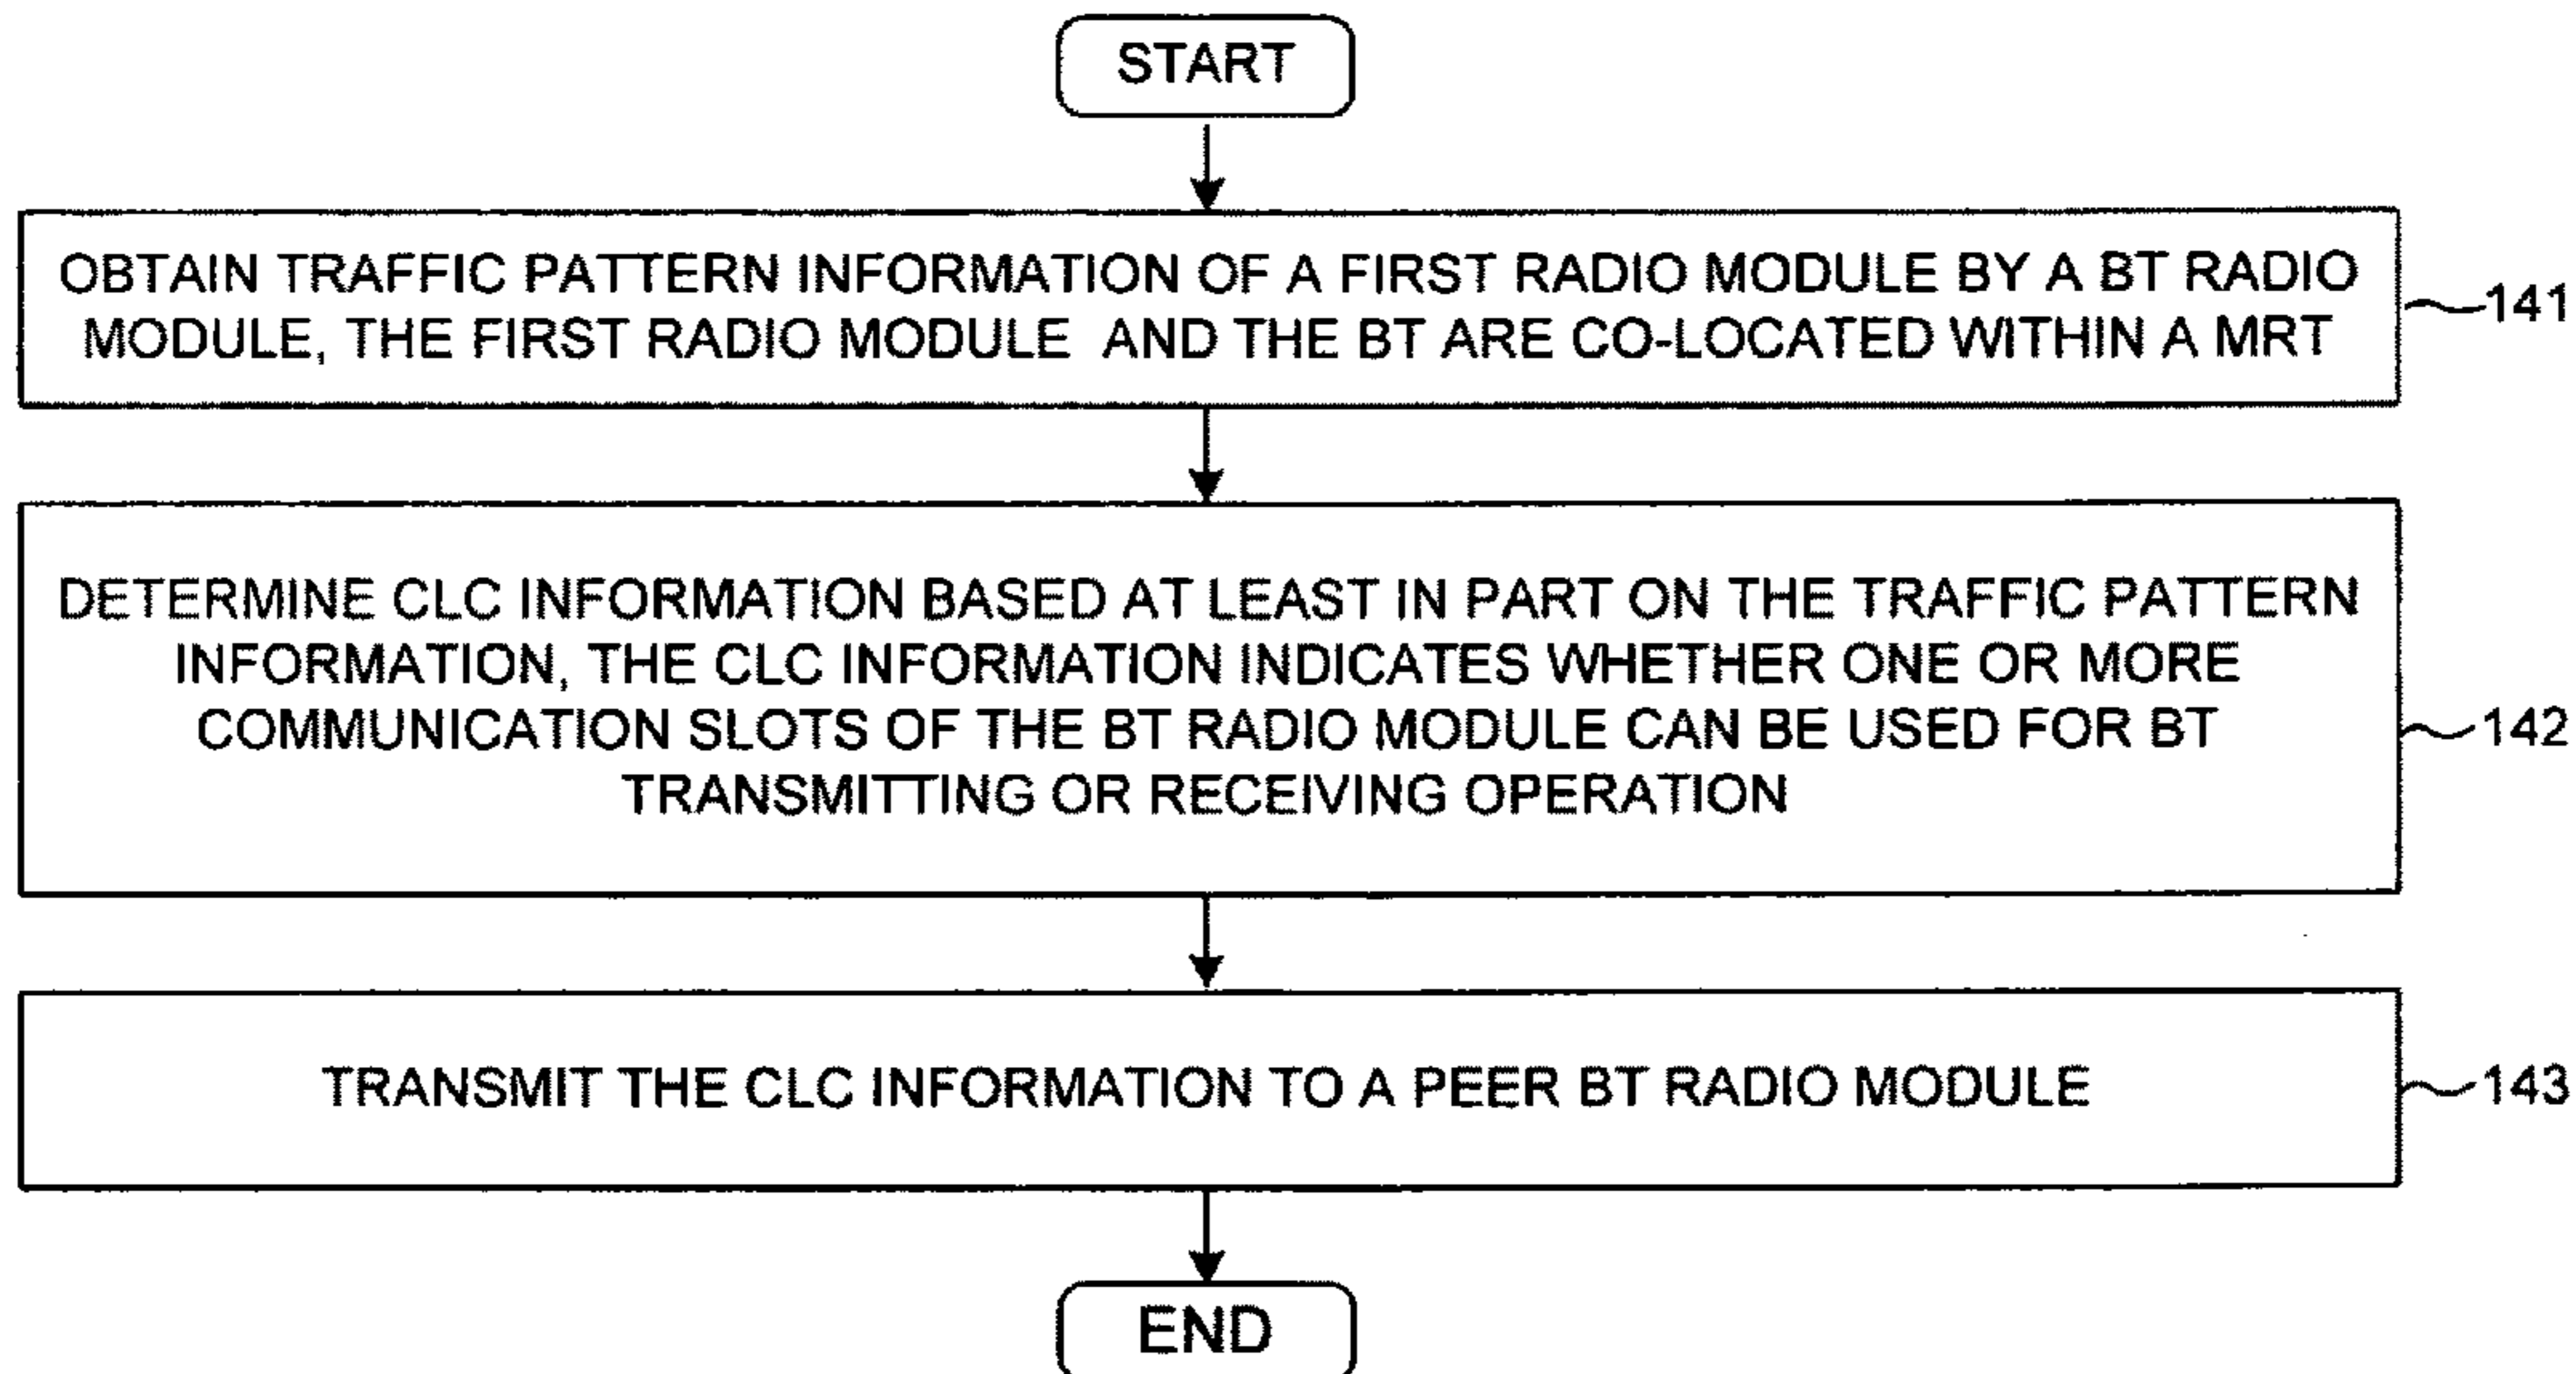 START
OBTAIN TRAFFIC PATTERN INFORMATION OF A FIRST RADIO MODULE BY A BT RADIO
MODULE, THE FIRST RADIO MODULE AND THE BT ARE CO-LOCATED WITHIN A MRT
141
DETERMINE CLC INFORMATION BASED AT LEAST IN PART ON THE TRAFFIC PATTERN
INFORMATION, THE CLC INFORMATION INDICATES WHETHER ONE OR MORE
COMMUNICATION SLOTS OF THE BT RADIO MODULE CAN BE USED FOR BT
TRANSMITTING OR RECEIVING OPERATION
142
TRANSMIT THE CLC INFORMATION TO A PEER BT RADIO MODULE
143
END